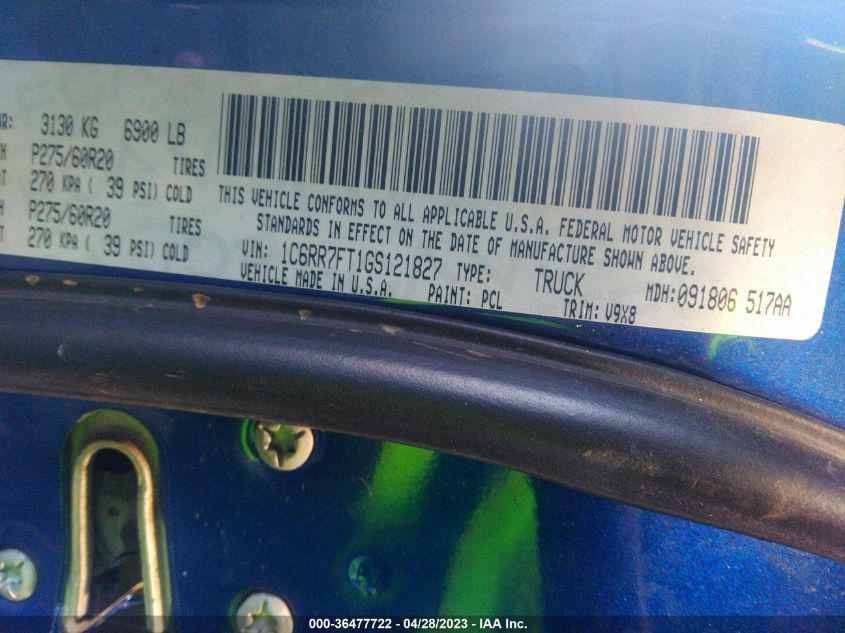 3130 KG 6900 LB
P275/60R20 TIRES
270 KPA ( 39 PSI) COLD
P275/60R20 TIRES
270 KPA ( 39 PSI) COLD
THIS VEHICLE CONFORMS TO ALL APPLICABLE U.S.A. FEDERAL MOTOR VEHICLE SAFETY
STANDARDS IN EFFECT ON THE DATE OF MANUFACTURE SHOWN ABOVE.
VIN: 1C6RR7FT1GS121827 TYPE: TRUCK MDH:091806 517AA
VEHICLE MADE IN U.S.A. PAINT: PCL TRIM: V9X8
000-36477722 - 04/28/2023 - IAA Inc.